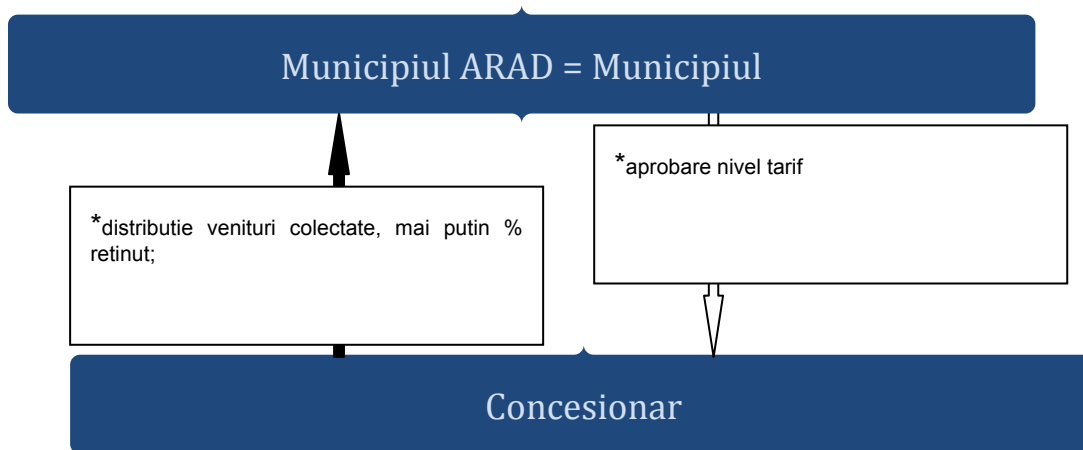 Municipiul ARAD = Municipiul
*aprobare nivel tarif
*distributie venituri colectate, mai putin %
retinut;
Concesionar